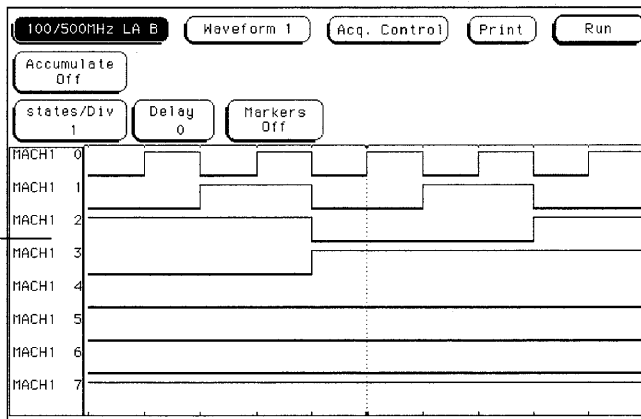 100/500MHz LA B Waveform 1 Acq. Control Print Run
Accumulate
Off
states/Div Delay Markers
1 0 Off
MACH1 0
MACH1 1
MACH1 2
MACH1 3
MACH1 4
MACH1 5
MACH1 6
MACH1 7